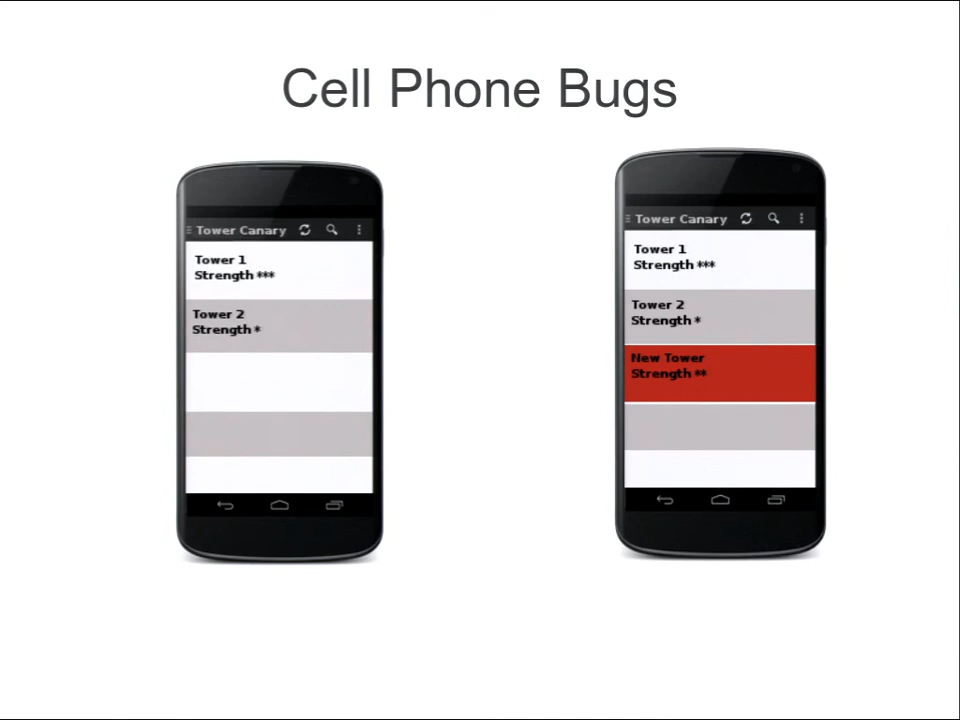 Cell Phone Bugs
Tower Canary
Tower 1
Strength ***
Tower 2
Strength *
Tower Canary
Tower 1
Strength ***
Tower 2
Strength *
New Tower
Strength **